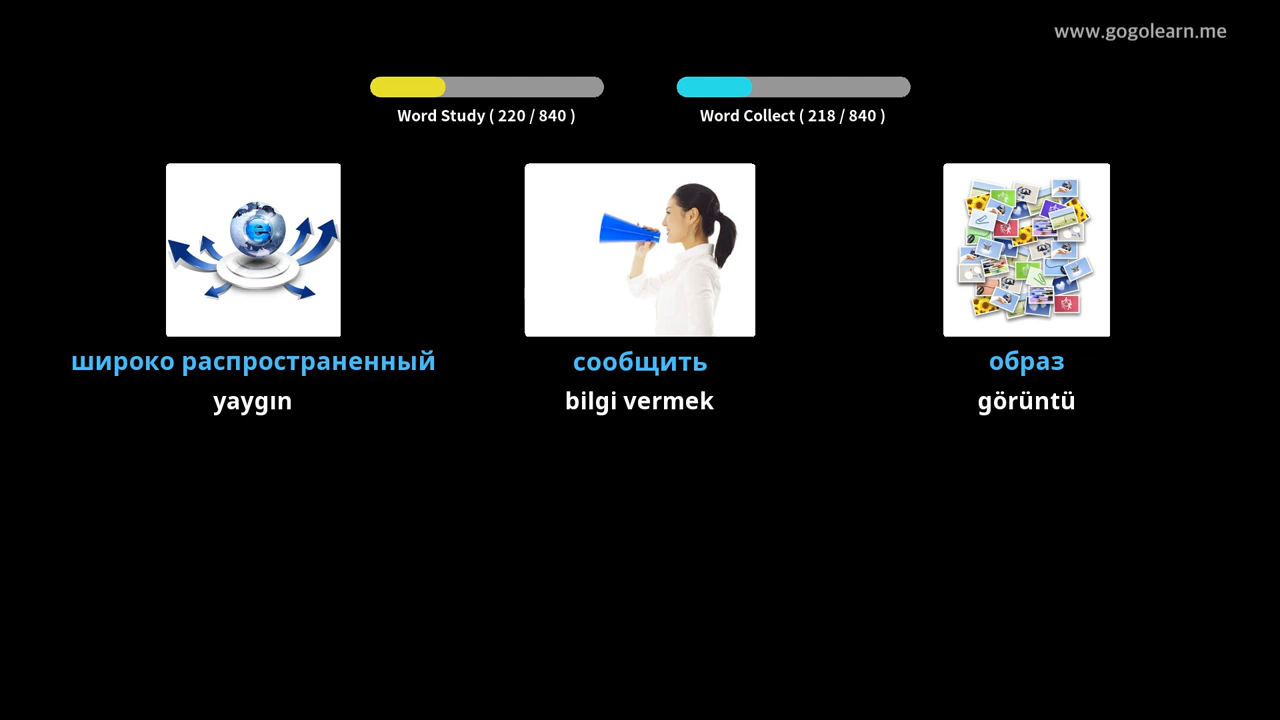 www.gogolearn.me
Word Study ( 220 / 840 )
Word Collect ( 218 / 840 )
e
широко распространенный
yaygın
сообщить
bilgi vermek
образ
görüntü